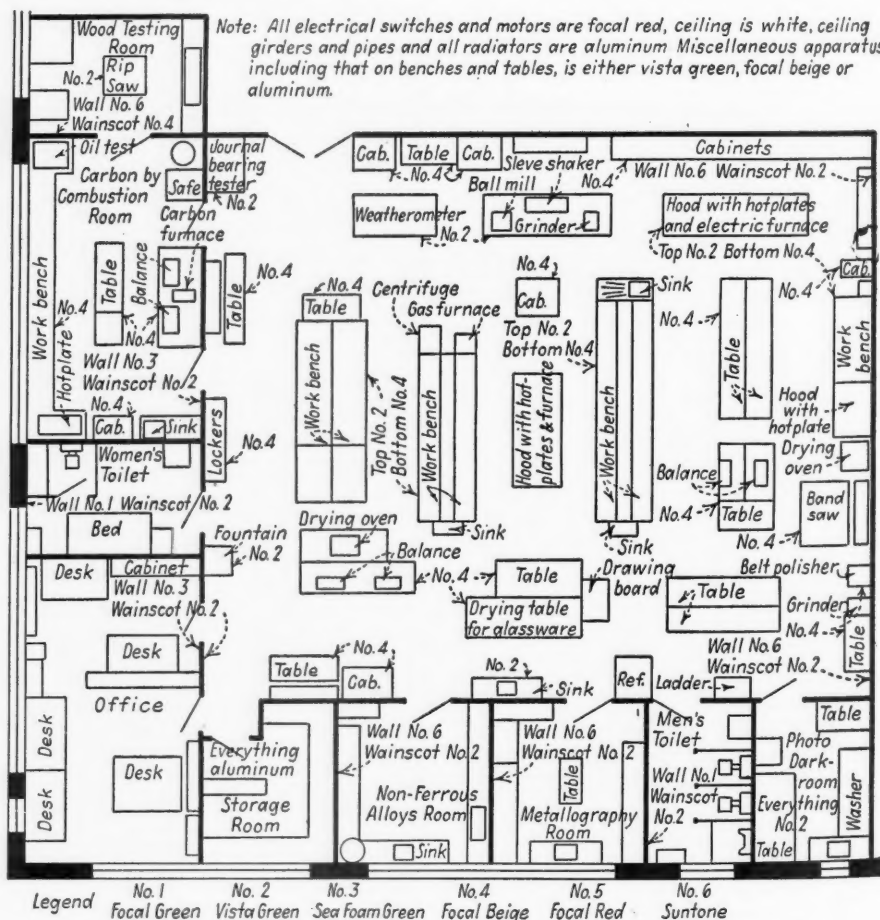 Note: All electrical switches and motors are focal red, ceiling is white, ceiling
girders and pipes and all radiators are aluminum Miscellaneous apparatus
including that on benches and tables, is either vista green, focal beige or
aluminum.
Wood Testing
Room
No.2
Rip
Saw
Wall No. 6
Wainscot No.4
Oil test
Carbon by
Combustion
Room
Safe
Journal
bearing
tester
No.2
Carbon
furnace
Work bench
No.4
Hotplate
Table
Balance
No.4
Table
No.4
Wall No. 3
Wainscot No.2
No.4
Cab.
Sink
Lockers
No.4
Women's
Toilet
Wall No.1 Wainscot No. 2
Bed
Fountain
No.2
Cab.
Table
Cab.
No.4
Sieve shaker
Ball mill
Grinder
No.4
Cabinets
Wall No.6 Wainscot No.2
Weatherometer
No.2
Hood with hotplates
and electric furnace
Top No.2 Bottom No.4
No.4
Cab.
No.4
Table
Work bench
Top No. 2
Bottom No.4
Centrifuge
Gas furnace
Work bench
Sink
No.4
Cab.
Top No.2
Bottom No.4
Hood with hot-
plates & furnace
Sink
Work bench
Sink
No.4
Table
Work
bench
Hood
with
hotplate
Drying
oven
Balance
No.4
Table
Band
saw
No.4
Drying oven
Balance
No.4
Table
Drying table
for glassware
Drawing
board
Table
Belt polisher
Grinder
No.4
Table
Wall No.6
Wainscot No.2
Desk
Cabinet
Wall No.3
Wainscot No.2
Desk
Office
Desk
Desk
Desk
No.4
Table
Cab.
No.2
Sink
Ref.
Ladder
Everything
aluminum
Storage
Room
Wall No.6
Wainscot No.2
Non-Ferrous
Alloys Room
Sink
Wall No.6
Wainscot No.2
Table
Metallography
Room
Men's
Toilet
Wall No.1
Wainscot
No.2
Table
Photo
Dark-
room
Everything
No.2
Washer
Table
Legend
No. 1 No. 2 No. 3 No. 4 No. 5 No. 6
Focal Green Vista Green Sea Foam Green Focal Beige Focal Red Suntone